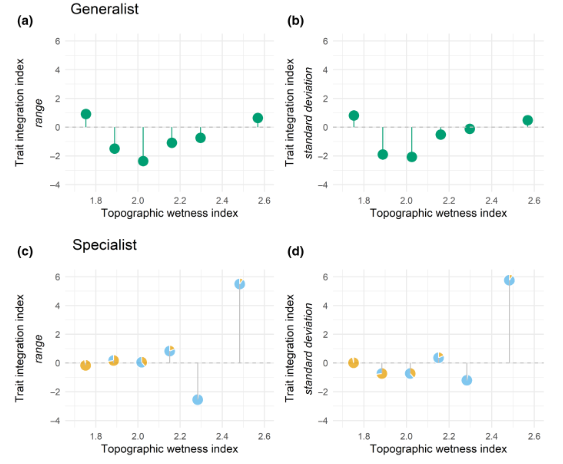 Generalist
(a)
(b)
Trait integration index
range
6
4
2
0
−2
−4
1.8
2.0
2.2
2.4
2.6
Topographic wetness index
Trait integration index
standard deviation
6
4
2
0
−2
−4
1.8
2.0
2.2
2.4
2.6
Topographic wetness index
Specialist
(c)
(d)
Trait integration index
range
6
4
2
0
−2
−4
1.8
2.0
2.2
2.4
2.6
Topographic wetness index
Trait integration index
standard deviation
6
4
2
0
−2
−4
1.8
2.0
2.2
2.4
2.6
Topographic wetness index